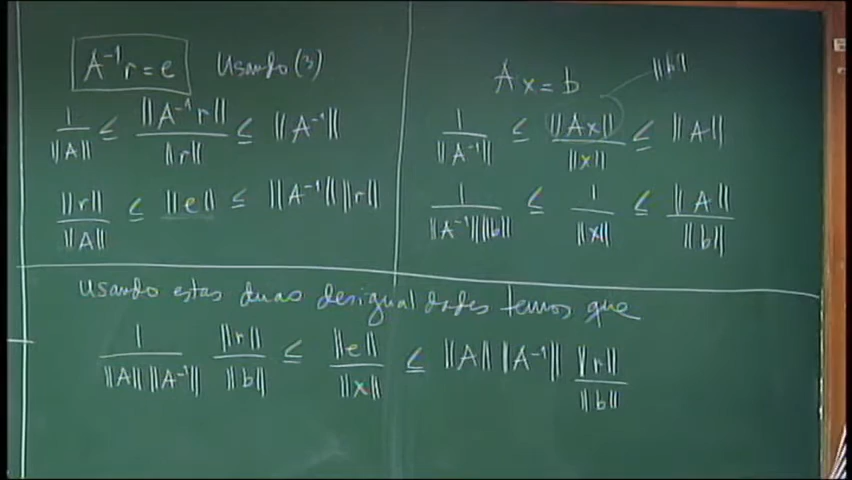 A⁻¹r = e Usando (3)
1/‖A‖ ≤ ‖A⁻¹r‖/‖r‖ ≤ ‖A⁻¹‖
‖r‖/‖A‖ ≤ ‖e‖ ≤ ‖A⁻¹‖‖r‖
Ax = b ‖b‖
1/‖A⁻¹‖ ≤ ‖Ax‖/‖x‖ ≤ ‖A‖
1/‖A⁻¹‖‖b‖ ≤ 1/‖x‖ ≤ ‖A‖/‖b‖
Usando estas duas desigualdades temos que
1/‖A‖‖A⁻¹‖ ‖r‖/‖b‖ ≤ ‖e‖/‖x‖ ≤ ‖A‖‖A⁻¹‖ ‖r‖/‖b‖